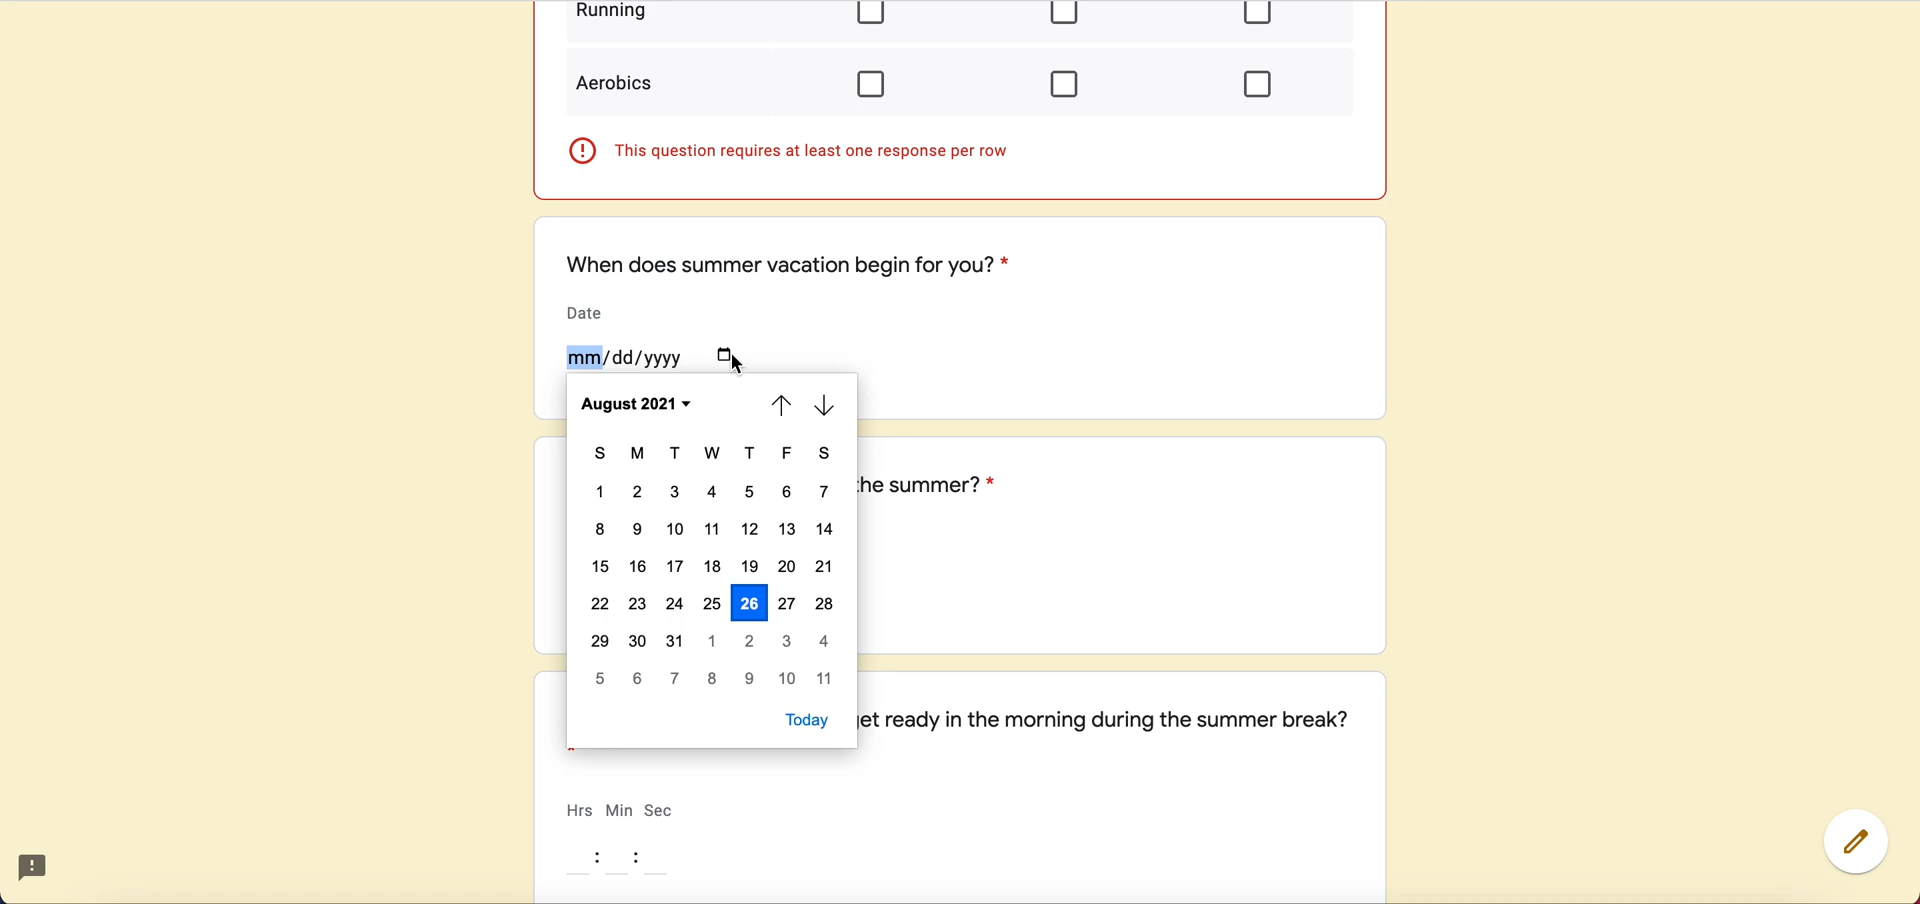 Running
Aerobics
This question requires at least one response per row
When does summer vacation begin for you? *
Date
mm/dd/yyyy
August 2021
S M T W T F S
1 2 3 4 5 6 7
8 9 10 11 12 13 14
15 16 17 18 19 20 21
22 23 24 25 26 27 28
29 30 31 1 2 3 4
5 6 7 8 9 10 11
Today
the summer? *
get ready in the morning during the summer break?
*
Hrs Min Sec
: :